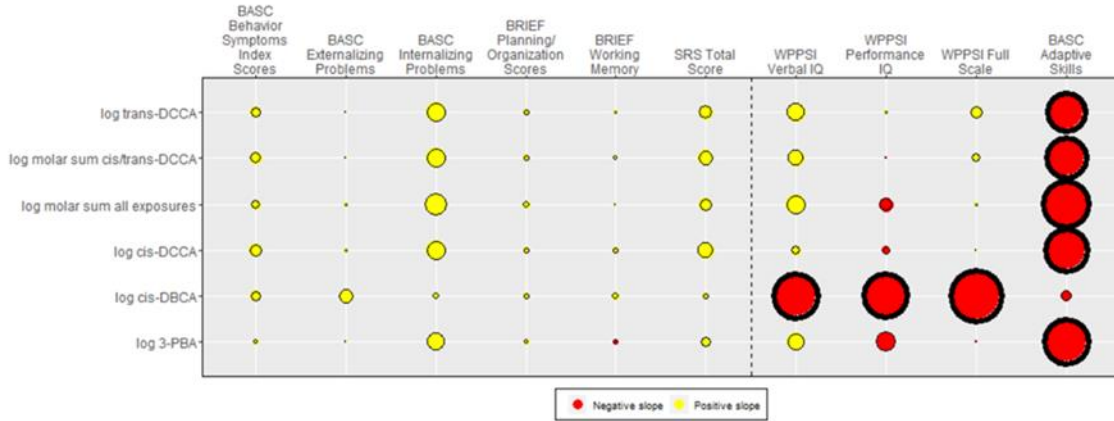 BASC
Behavior
Symptoms
Index
Scores
BASC
Externalizing
Problems
BASC
Internalizing
Problems
BRIEF
Planning/
Organization
Scores
BRIEF
Working
Memory
SRS Total
Score
WPPSI
Verbal IQ
WPPSI
Performance
IQ
WPPSI Full
Scale
BASC
Adaptive
Skills
log trans-DCCA
log molar sum cis/trans-DCCA
log molar sum all exposures
log cis-DCCA
log cis-DBCA
log 3-PBA
Negative slope
Positive slope